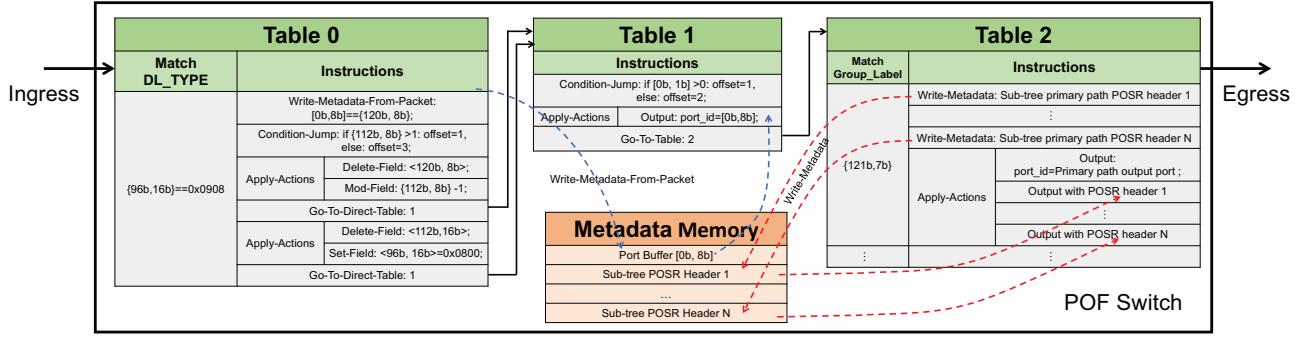 Ingress
Table 0
Match
DL_TYPE
Instructions
{96b,16b}==0x0908
Write-Metadata-From-Packet:
[0b,8b]=={120b, 8b};
Condition-Jump: if {112b, 8b} >1: offset=1,
else: offset=3;
Apply-Actions
Delete-Field: <120b, 8b>;
Mod-Field: {112b, 8b} -1;
Go-To-Direct-Table: 1
Apply-Actions
Delete-Field: <112b,16b>;
Set-Field: <96b, 16b>=0x0800;
Go-To-Direct-Table: 1
Table 1
Instructions
Condition-Jump: if [0b, 1b] >0: offset=1,
else: offset=2;
Apply-Actions
Output: port_id=[0b,8b];
Go-To-Table: 2
Write-Metadata-From-Packet
Write-Metadata
Metadata Memory
Port Buffer [0b, 8b]
Sub-tree POSR Header 1
...
Sub-tree POSR Header N
Table 2
Match
Group_Label
Instructions
{121b,7b}
Write-Metadata: Sub-tree primary path POSR header 1
⋮
Write-Metadata: Sub-tree primary path POSR header N
Apply-Actions
Output:
port_id=Primary path output port ;
Output with POSR header 1
⋮
Output with POSR header N
⋮
⋮
POF Switch
Egress